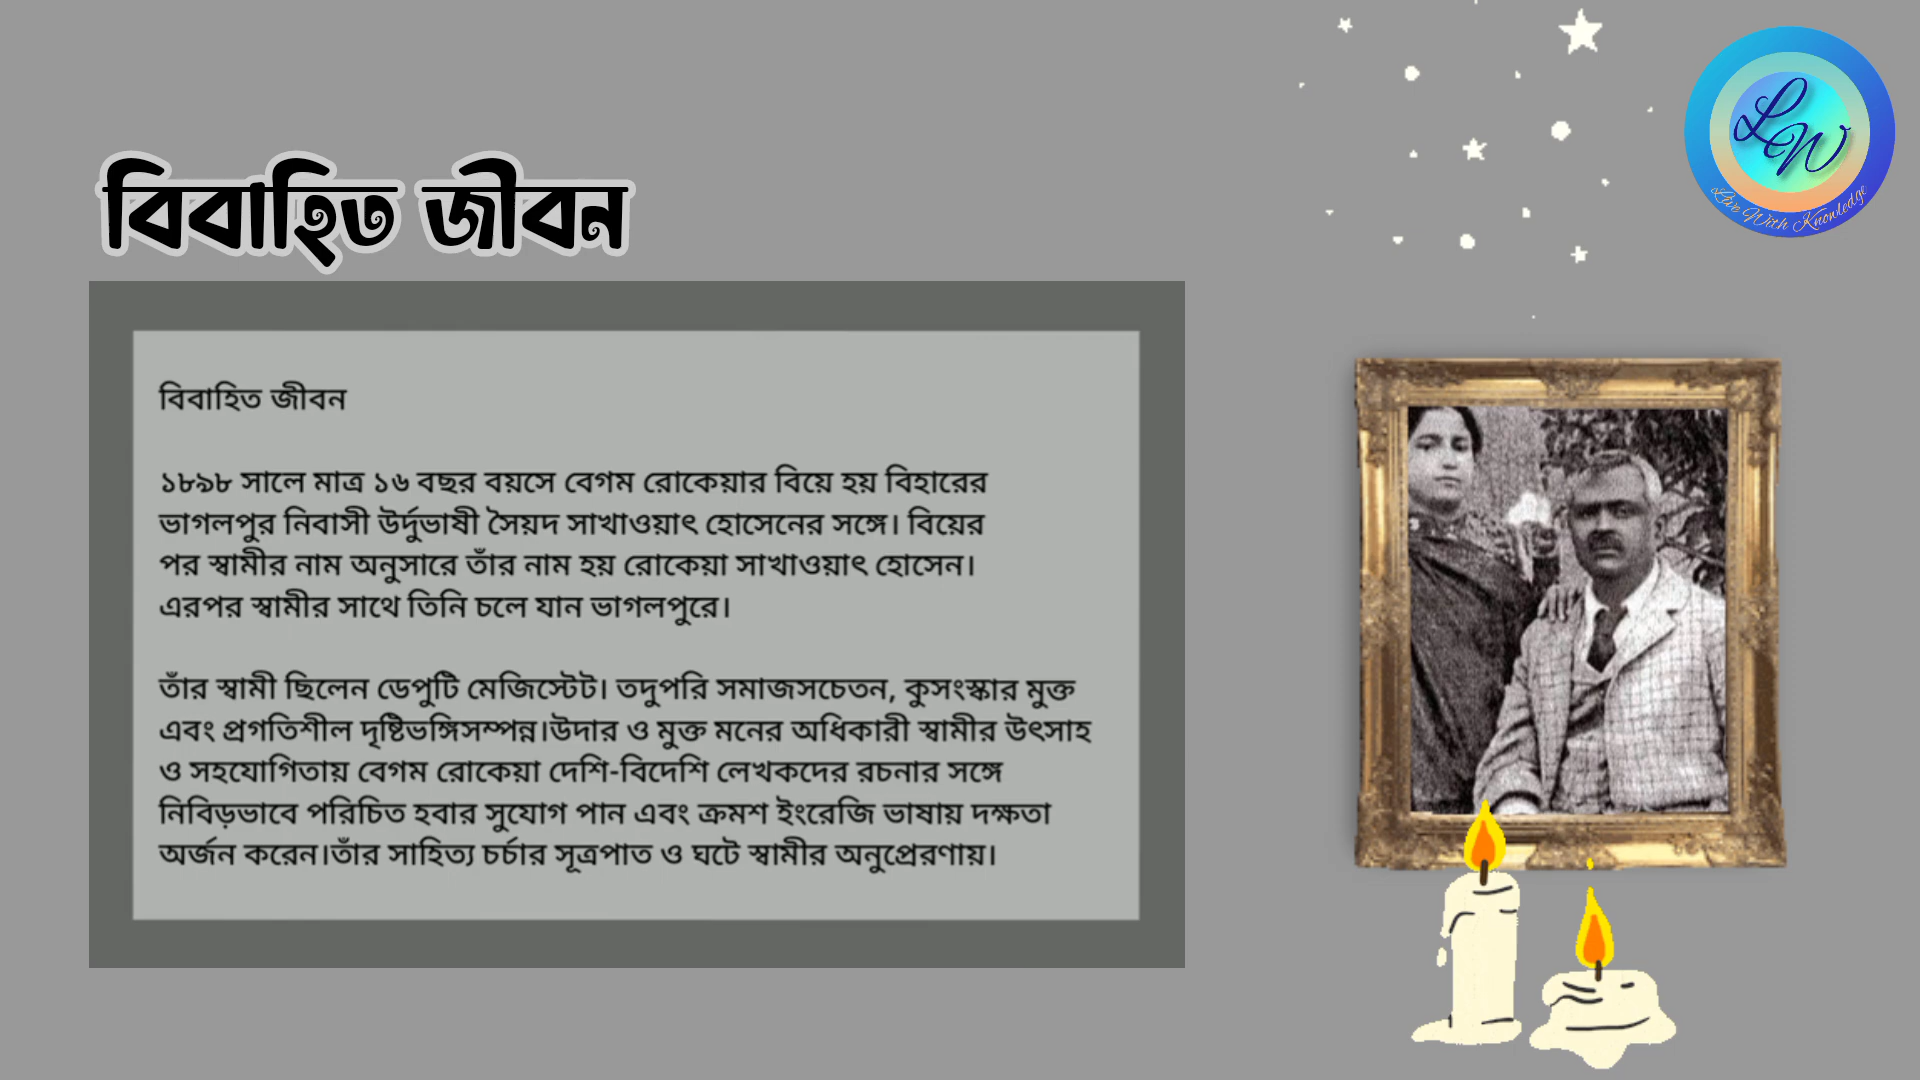 বিবাহিত জীবন
LW
Live With Knowledge
বিবাহিত জীবন
১৮৯৮ সালে মাত্র ১৬ বছর বয়সে বেগম রোকেয়ার বিয়ে হয় বিহারের
ভাগলপুর নিবাসী উর্দুভাষী সৈয়দ সাখাওয়াৎ হোসেনের সঙ্গে। বিয়ের
পর স্বামীর নাম অনুসারে তাঁর নাম হয় রোকেয়া সাখাওয়াৎ হোসেন।
এরপর স্বামীর সাথে তিনি চলে যান ভাগলপুরে।
তাঁর স্বামী ছিলেন ডেপুটি মেজিস্টেট। তদুপরি সমাজসচেতন, কুসংস্কার মুক্ত
এবং প্রগতিশীল দৃষ্টিভঙ্গিসম্পন্ন।উদার ও মুক্ত মনের অধিকারী স্বামীর উৎসাহ
ও সহযোগিতায় বেগম রোকেয়া দেশি-বিদেশি লেখকদের রচনার সঙ্গে
নিবিড়ভাবে পরিচিত হবার সুযোগ পান এবং ক্রমশ ইংরেজি ভাষায় দক্ষতা
অর্জন করেন।তাঁর সাহিত্য চর্চার সূত্রপাত ও ঘটে স্বামীর অনুপ্রেরণায়।